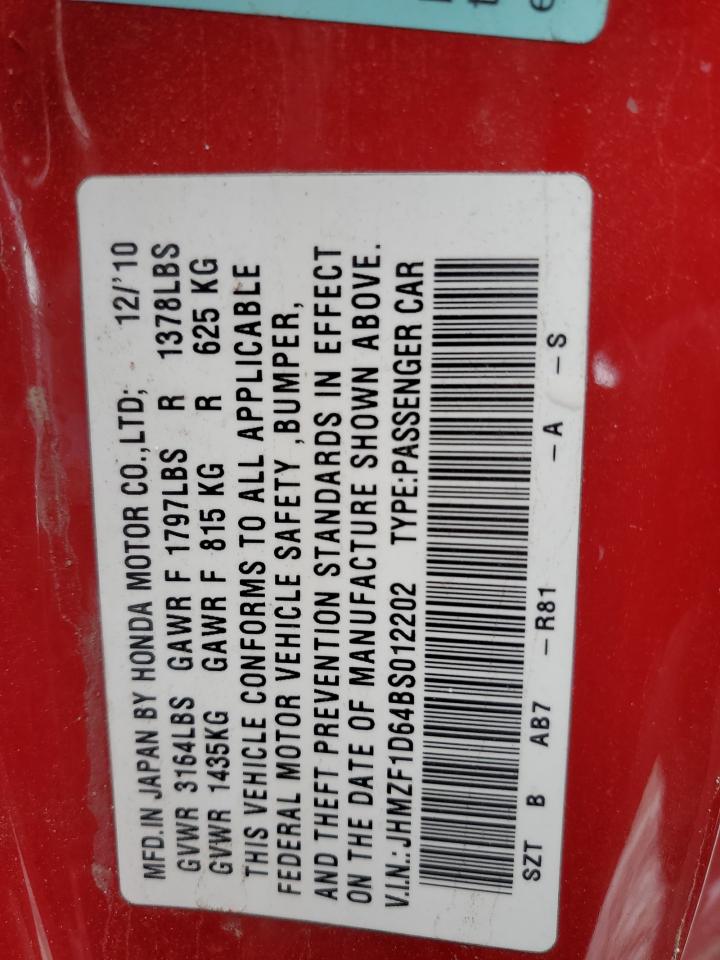 MFD.IN JAPAN BY HONDA MOTOR CO.,LTD; 12/'10
GVWR 3164LBS GAWR F 1797LBS R 1378LBS
GVWR 1435KG GAWR F 815 KG R 625 KG
THIS VEHICLE CONFORMS TO ALL APPLICABLE
FEDERAL MOTOR VEHICLE SAFETY ,BUMPER,
AND THEFT PREVENTION STANDARDS IN EFFECT
ON THE DATE OF MANUFACTURE SHOWN ABOVE.
V.I.N.: JHMZF1D64BS012202 TYPE:PASSENGER CAR
SZT B AB7 -R81 -A -S